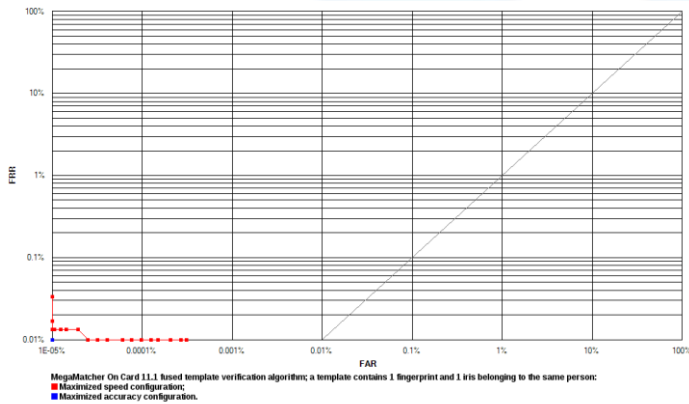 100%
10%
1%
0.1%
0.01%
FRR
1E-05%
0.0001%
0.001%
0.01%
0.1%
1%
10%
100%
FAR
MegaMatcher On Card 11.1 fused template verification algorithm; a template contains 1 fingerprint and 1 iris belonging to the same person:
Maximized speed configuration;
Maximized accuracy configuration.